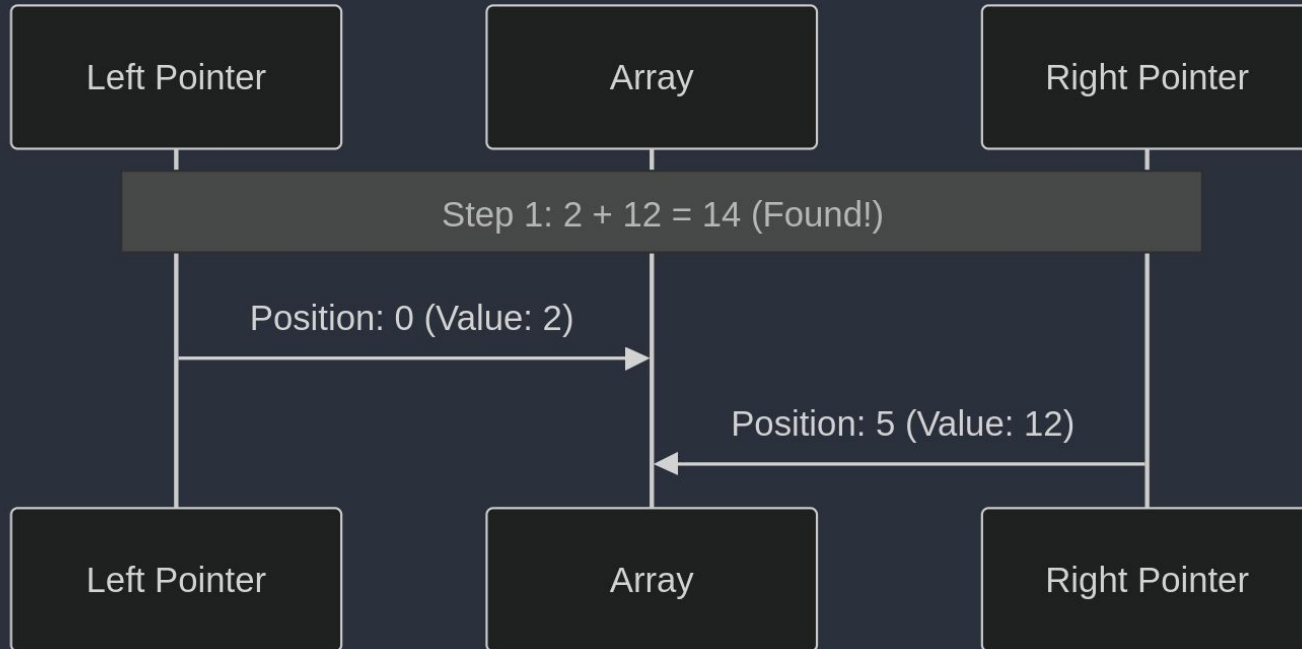 Left Pointer
Array
Right Pointer
Step 1: 2 + 12 = 14 (Found!)
Position: 0 (Value: 2)
Position: 5 (Value: 12)
Left Pointer
Array
Right Pointer